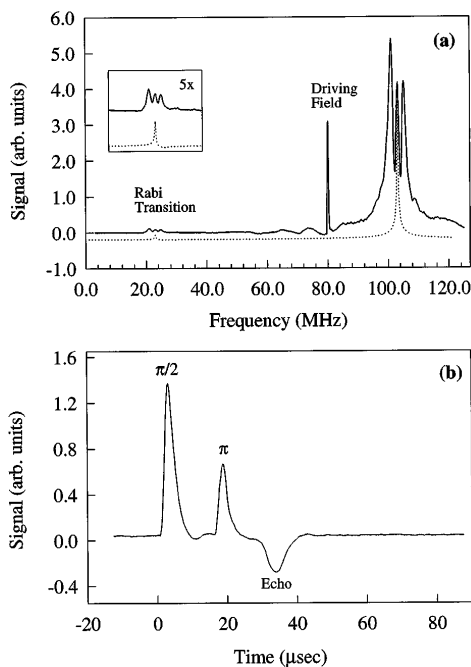 (a)
6.0
5.0
4.0
3.0
2.0
1.0
0.0
-1.0
Signal (arb. units)
5x
Driving
Field
Rabi
Transition
0.0 20.0 40.0 60.0 80.0 100.0 120.0
Frequency (MHz)
(b)
1.6
1.2
0.8
0.4
0.0
-0.4
Signal (arb. units)
π/2
π
Echo
-20 0 20 40 60 80
Time (μsec)